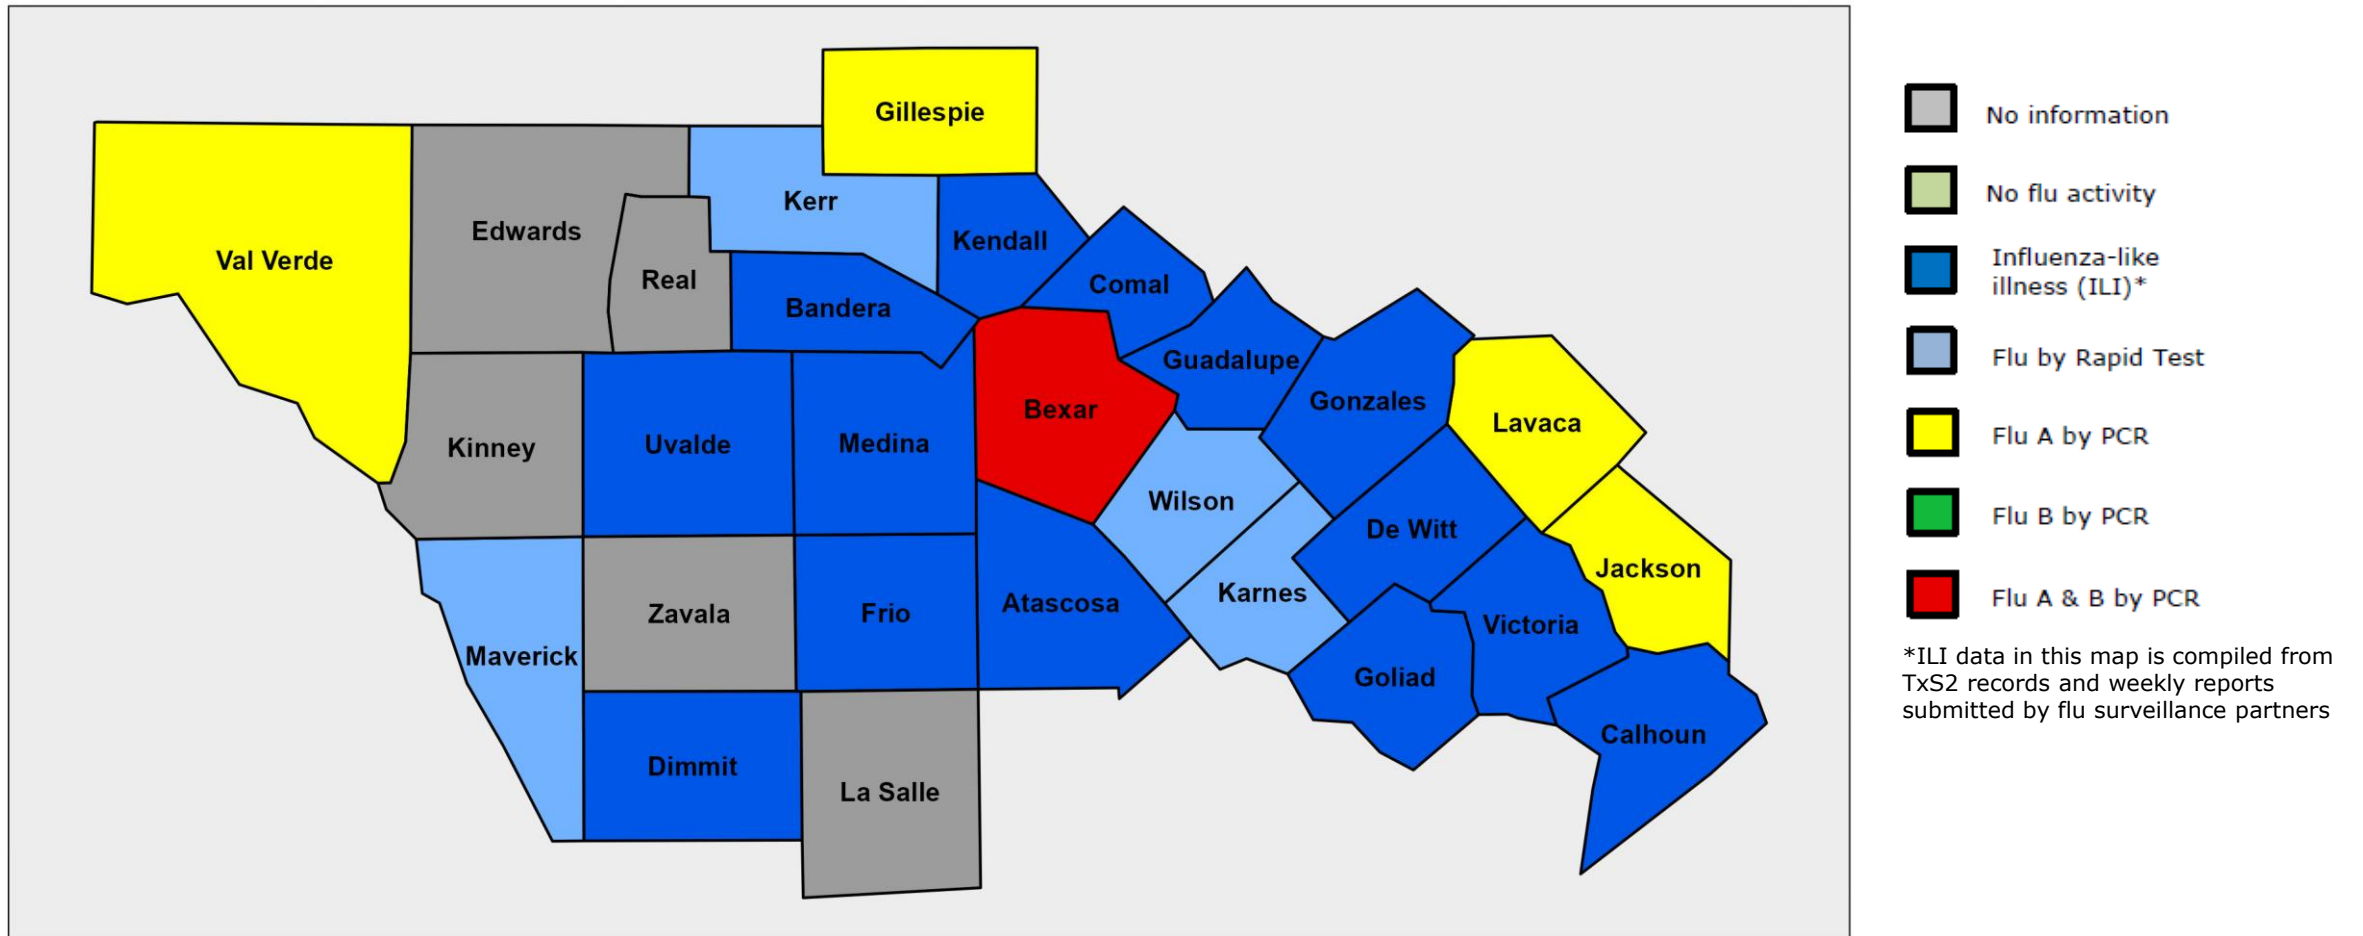 Gillespie
Kerr
Edwards
Kendall
Val Verde
Real
Comal
Bandera
Guadalupe
Gonzales
Bexar
Lavaca
Kinney
Uvalde
Medina
Wilson
De Witt
Jackson
Karnes
Atascosa
Zavala
Frio
Victoria
Maverick
Goliad
Calhoun
Dimmit
La Salle
No information
No flu activity
Influenza-like
illness (ILI)*
Flu by Rapid Test
Flu A by PCR
Flu B by PCR
Flu A & B by PCR
*ILI data in this map is compiled from
TxS2 records and weekly reports
submitted by flu surveillance partners